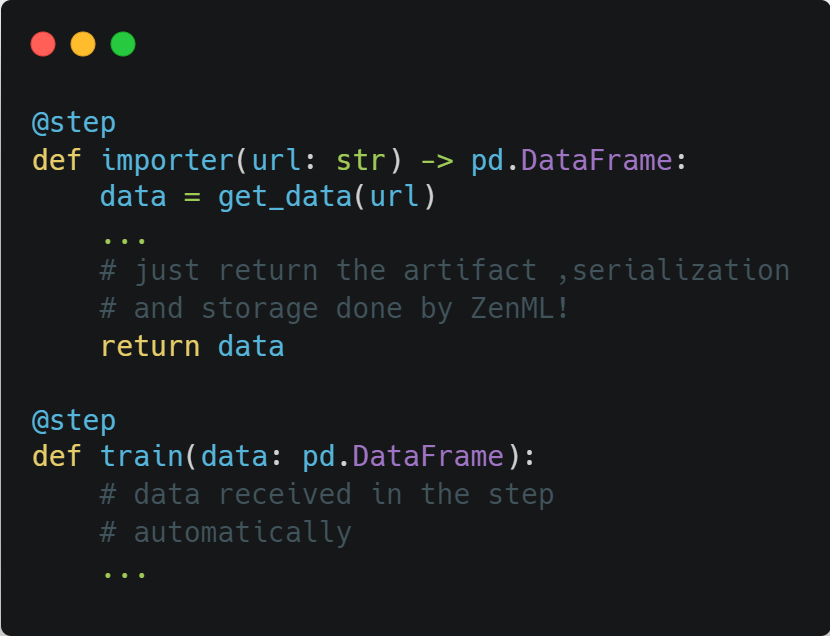 @step
def importer(url: str) -> pd.DataFrame:
    data = get_data(url)
    ...
    # just return the artifact ,serialization
    # and storage done by ZenML!
    return data

@step
def train(data: pd.DataFrame):
    # data received in the step
    # automatically
    ...